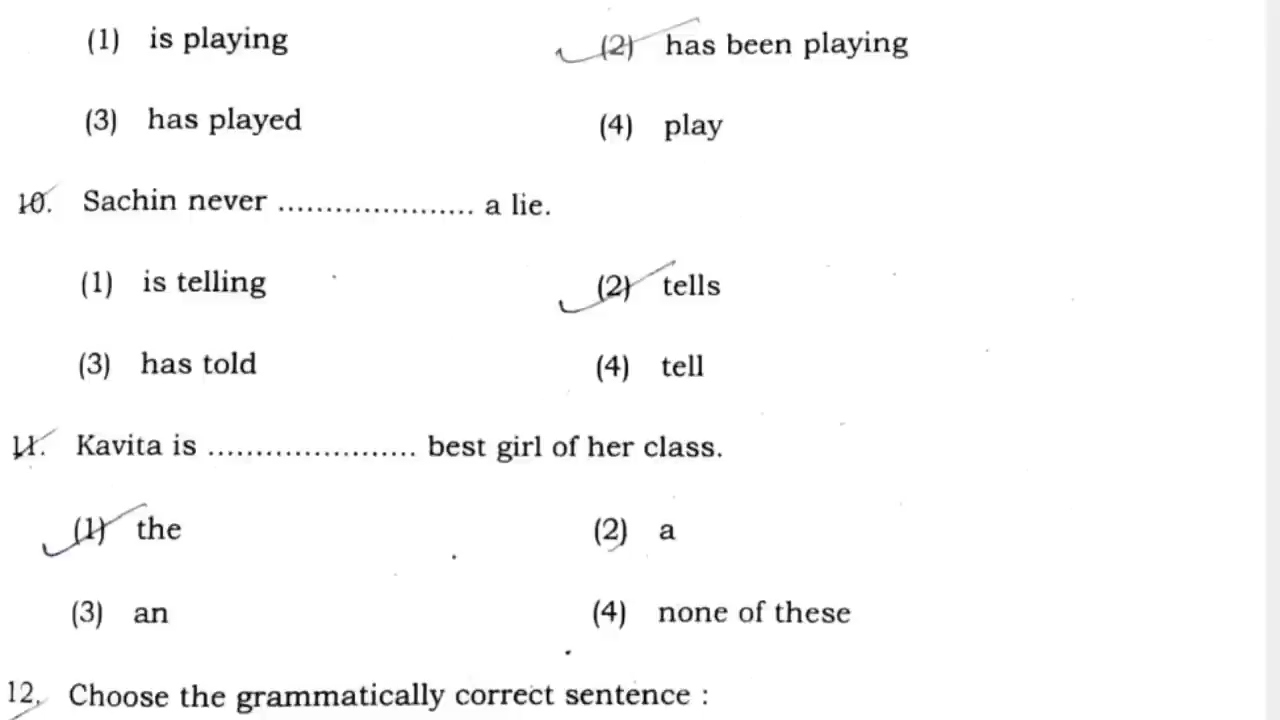 (1) is playing (2) has been playing
(3) has played (4) play
10. Sachin never ..................... a lie.
(1) is telling (2) tells
(3) has told (4) tell
11. Kavita is ...................... best girl of her class.
(1) the (2) a
(3) an (4) none of these
12. Choose the grammatically correct sentence :